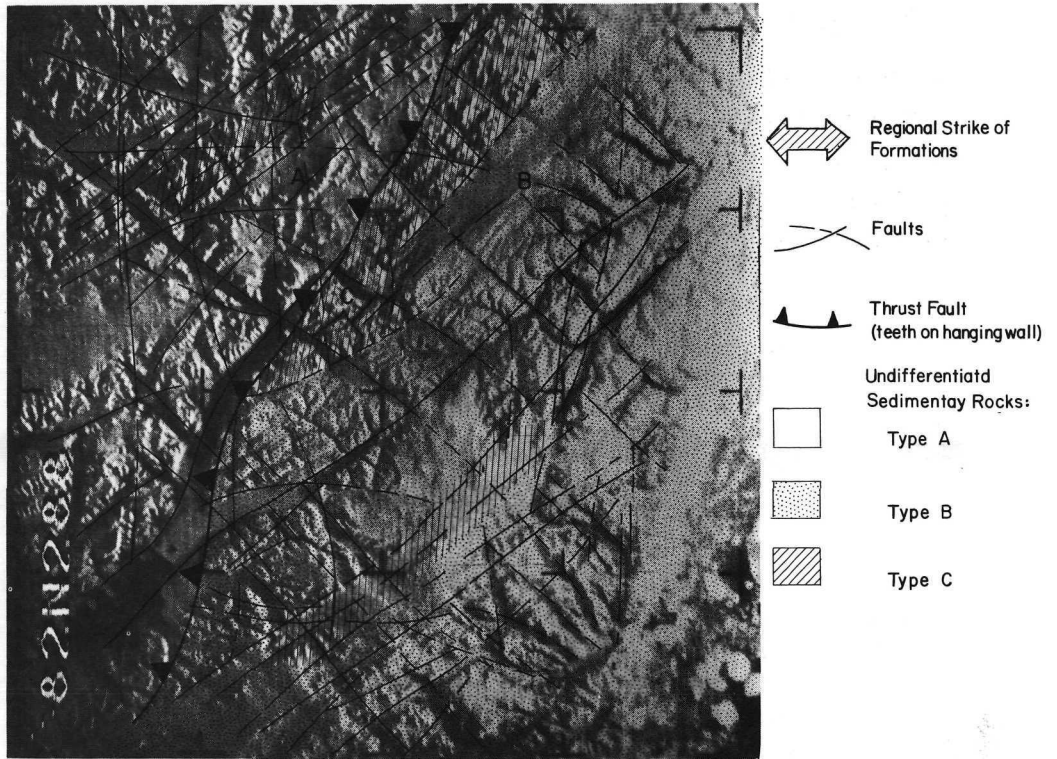 A
B
82N288
Regional Strike of
Formations
Faults
Thrust Fault
(teeth on hanging wall)
Undifferentiatd
Sedimentay Rocks:
Type A
Type B
Type C